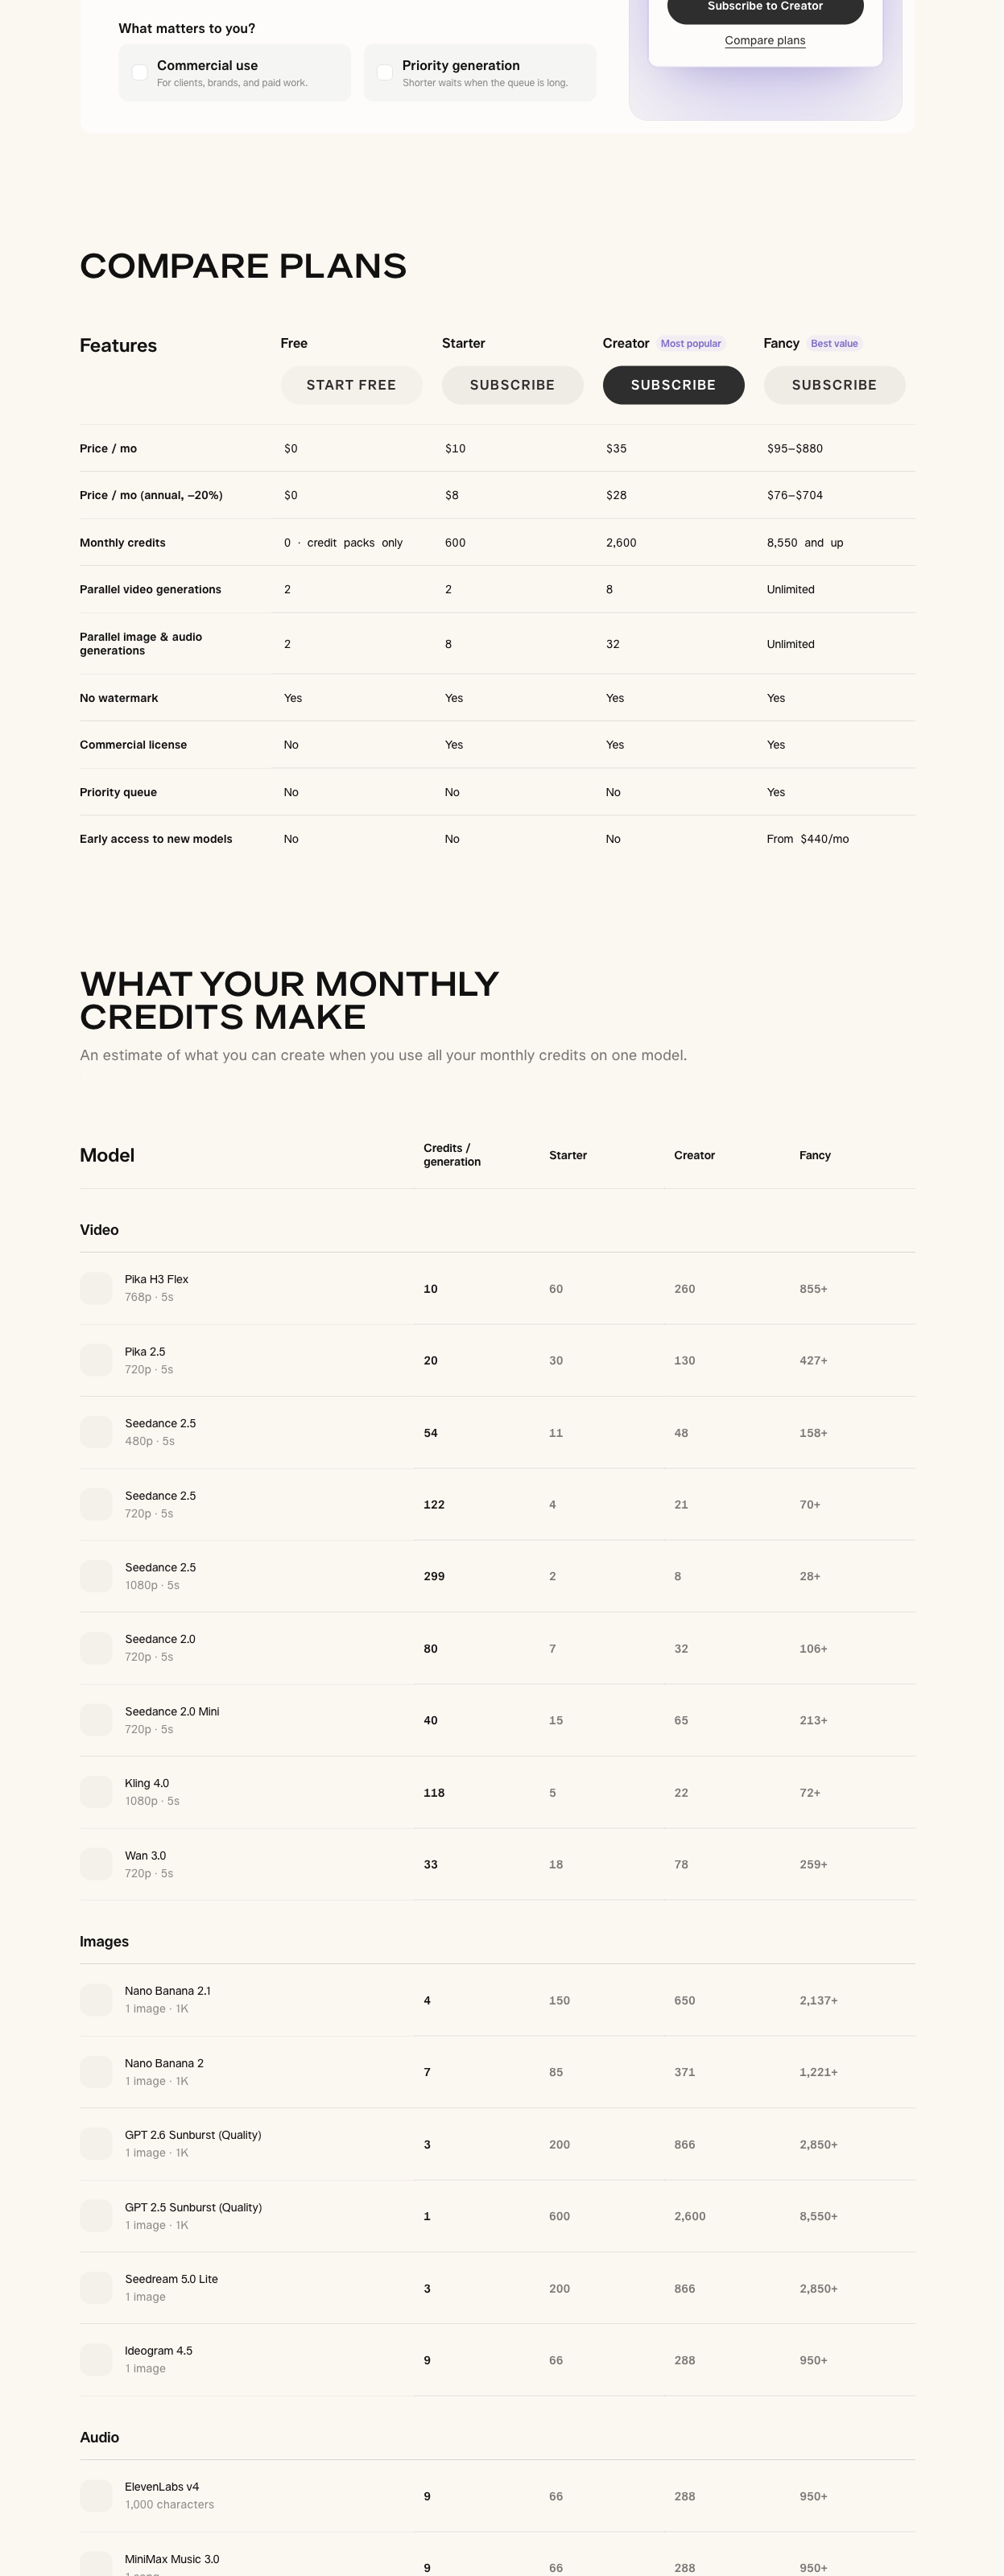 Subscribe to Creator
Compare plans
What matters to you?
Commercial use
For clients, brands, and paid work.
Priority generation
Shorter waits when the queue is long.
COMPARE PLANS
Features
Free
Starter
Creator Most popular
Fancy Best value
START FREE
SUBSCRIBE
SUBSCRIBE
SUBSCRIBE
Price / mo $0 $10 $35 $95–$880
Price / mo (annual, –20%) $0 $8 $28 $76–$704
Monthly credits 0 · credit packs only 600 2,600 8,550 and up
Parallel video generations 2 2 8 Unlimited
Parallel image & audio
generations 2 8 32 Unlimited
No watermark Yes Yes Yes Yes
Commercial license No Yes Yes Yes
Priority queue No No No Yes
Early access to new models No No No From $440/mo
WHAT YOUR MONTHLY
CREDITS MAKE
An estimate of what you can create when you use all your monthly credits on one model.
Model
Credits /
generation
Starter
Creator
Fancy
Video
Pika H3 Flex
768p · 5s
10 60 260 855+
Pika 2.5
720p · 5s
20 30 130 427+
Seedance 2.5
480p · 5s
54 11 48 158+
Seedance 2.5
720p · 5s
122 4 21 70+
Seedance 2.5
1080p · 5s
299 2 8 28+
Seedance 2.0
720p · 5s
80 7 32 106+
Seedance 2.0 Mini
720p · 5s
40 15 65 213+
Kling 4.0
1080p · 5s
118 5 22 72+
Wan 3.0
720p · 5s
33 18 78 259+
Images
Nano Banana 2.1
1 image · 1K
4 150 650 2,137+
Nano Banana 2
1 image · 1K
7 85 371 1,221+
GPT 2.6 Sunburst (Quality)
1 image · 1K
3 200 866 2,850+
GPT 2.5 Sunburst (Quality)
1 image · 1K
1 600 2,600 8,550+
Seedream 5.0 Lite
1 image
3 200 866 2,850+
Ideogram 4.5
1 image
9 66 288 950+
Audio
ElevenLabs v4
1,000 characters
9 66 288 950+
MiniMax Music 3.0
9 66 288 950+